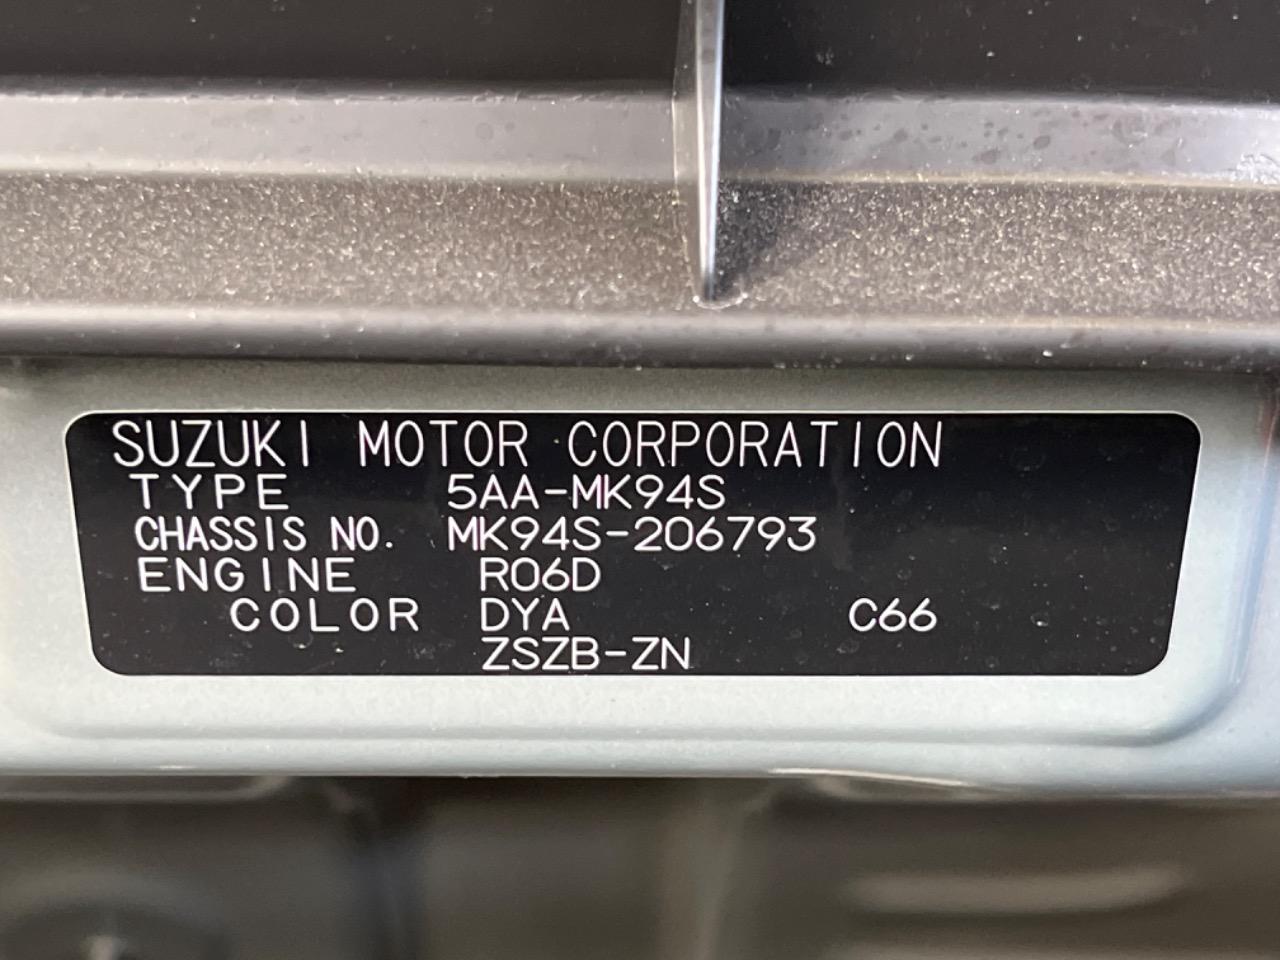 SUZUKI MOTOR CORPORATION
TYPE 5AA-MK94S
CHASSIS NO. MK94S-206793
ENGINE R06D
COLOR DYA C66
ZSZB-ZN